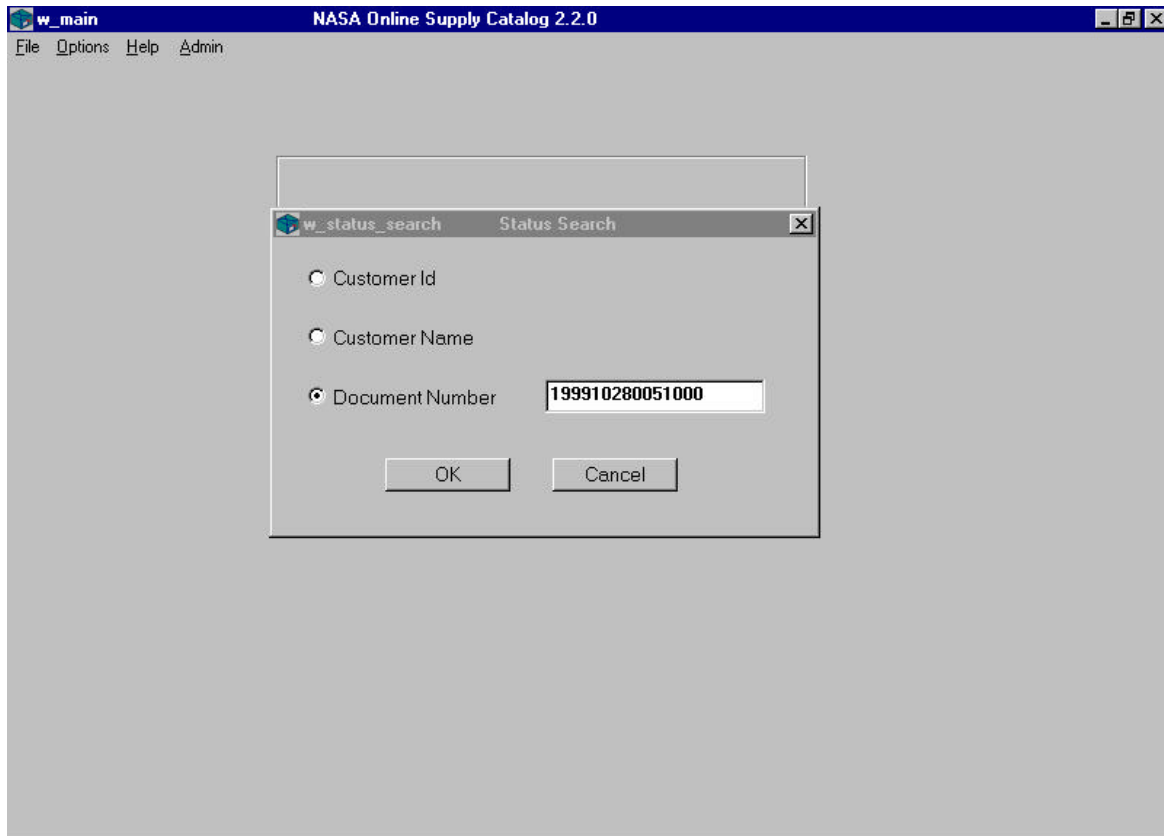 w_main NASA Online Supply Catalog 2.2.0
File Options Help Admin
w_status_search Status Search
Customer Id
Customer Name
Document Number 199910280051000
OK Cancel